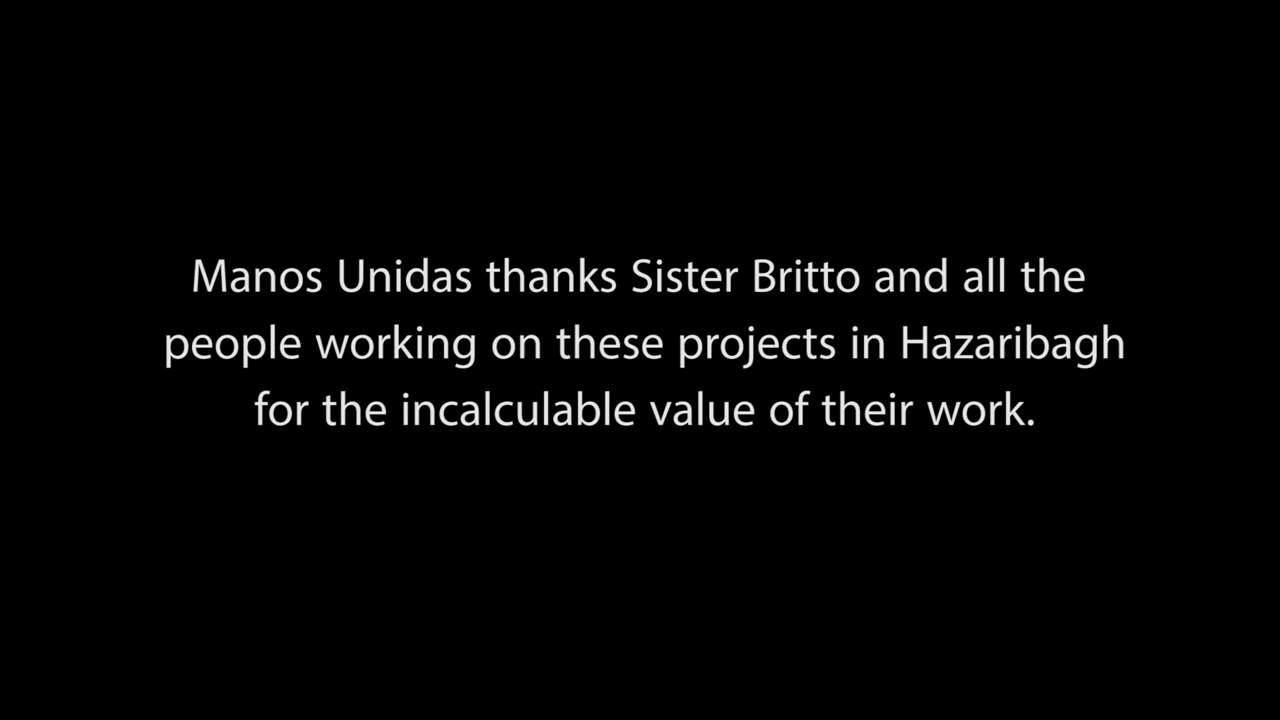 Manos Unidas thanks Sister Britto and all the
people working on these projects in Hazaribagh
for the incalculable value of their work.